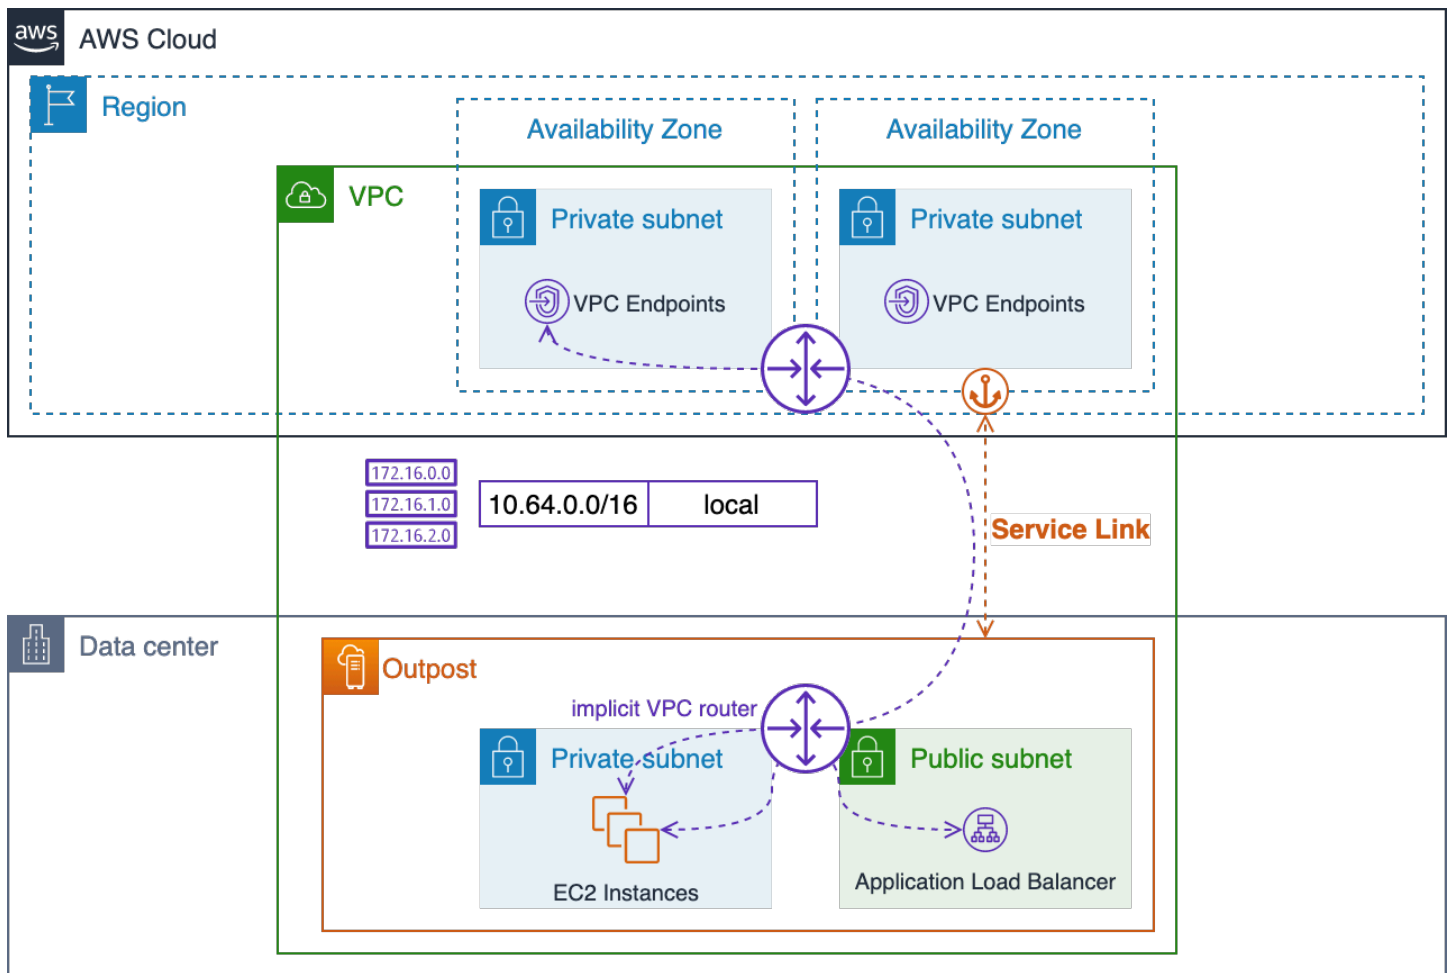 aws
AWS Cloud
Region
Availability Zone
Availability Zone
VPC
Private subnet
Private subnet
VPC Endpoints
VPC Endpoints
172.16.0.0
172.16.1.0
172.16.2.0
10.64.0.0/16
local
Service Link
Data center
Outpost
implicit VPC router
Private subnet
Public subnet
EC2 Instances
Application Load Balancer